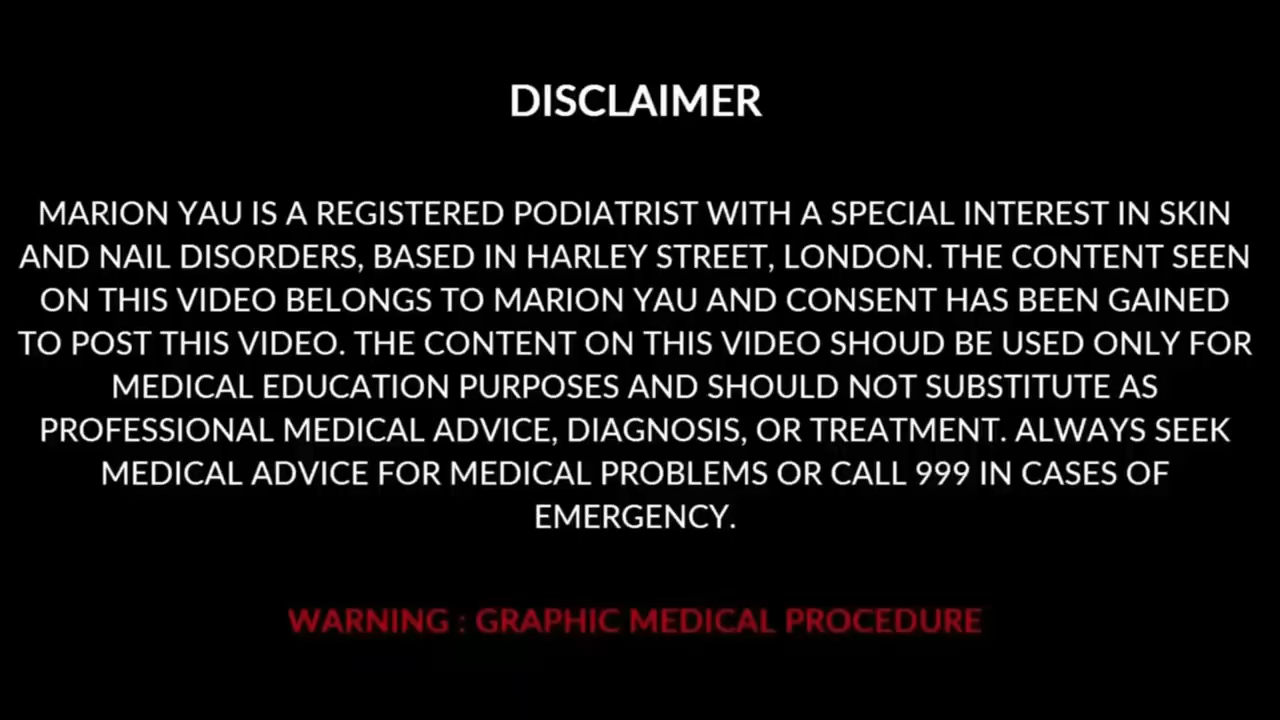 DISCLAIMER
MARION YAU IS A REGISTERED PODIATRIST WITH A SPECIAL INTEREST IN SKIN
AND NAIL DISORDERS, BASED IN HARLEY STREET, LONDON. THE CONTENT SEEN
ON THIS VIDEO BELONGS TO MARION YAU AND CONSENT HAS BEEN GAINED
TO POST THIS VIDEO. THE CONTENT ON THIS VIDEO SHOUD BE USED ONLY FOR
MEDICAL EDUCATION PURPOSES AND SHOULD NOT SUBSTITUTE AS
PROFESSIONAL MEDICAL ADVICE, DIAGNOSIS, OR TREATMENT. ALWAYS SEEK
MEDICAL ADVICE FOR MEDICAL PROBLEMS OR CALL 999 IN CASES OF
EMERGENCY.
WARNING : GRAPHIC MEDICAL PROCEDURE